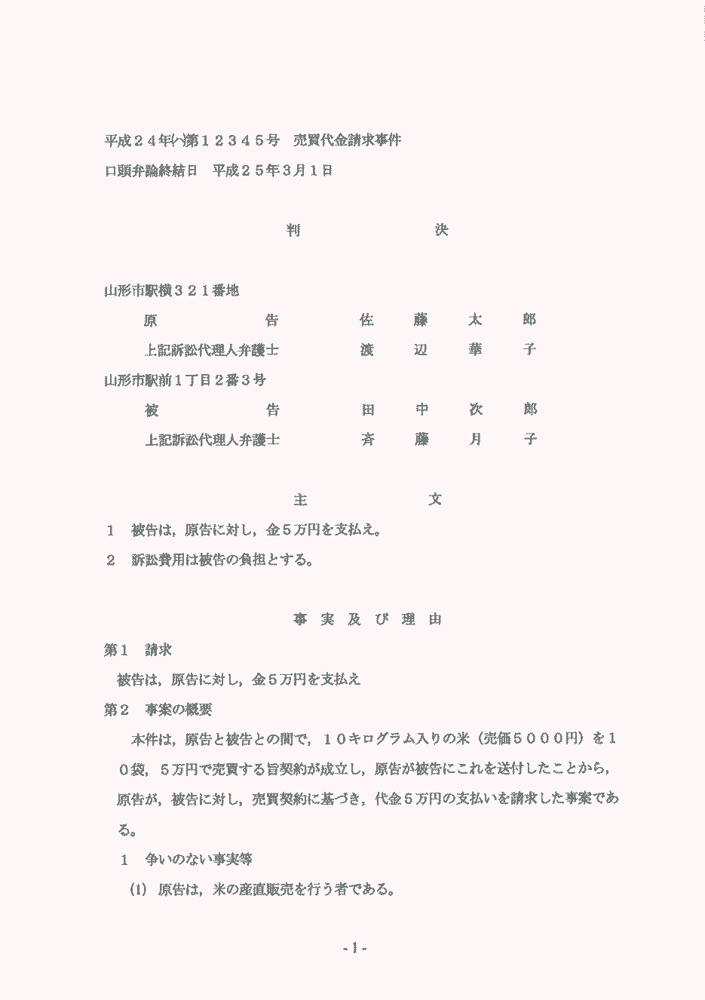 平成２４年(ハ)第１２３４５号　売買代金請求事件
口頭弁論終結日　平成２５年３月１日
判　　　　　　　　　　決
山形市駅横３２１番地
原　　　　　　　　告　　　　　　佐　　　藤　　　太　　　郎
上記訴訟代理人弁護士　　　　　　渡　　　辺　　　華　　　子
山形市駅前１丁目２番３号
被　　　　　　　　告　　　　　　田　　　中　　　次　　　郎
上記訴訟代理人弁護士　　　　　　斉　　　藤　　　月　　　子
主　　　　　　　　　文
１　被告は，原告に対し，金５万円を支払え。
２　訴訟費用は被告の負担とする。
事　実　及　び　理　由
第１　請求
被告は，原告に対し，金５万円を支払え
第２　事案の概要
本件は，原告と被告との間で，１０キログラム入りの米（売価５０００円）を１
０袋，５万円で売買する旨契約が成立し，原告が被告にこれを送付したことから，
原告が，被告に対し，売買契約に基づき，代金５万円の支払いを請求した事案であ
る。
１　争いのない事実等
(1)　原告は，米の産直販売を行う者である。
- 1 -